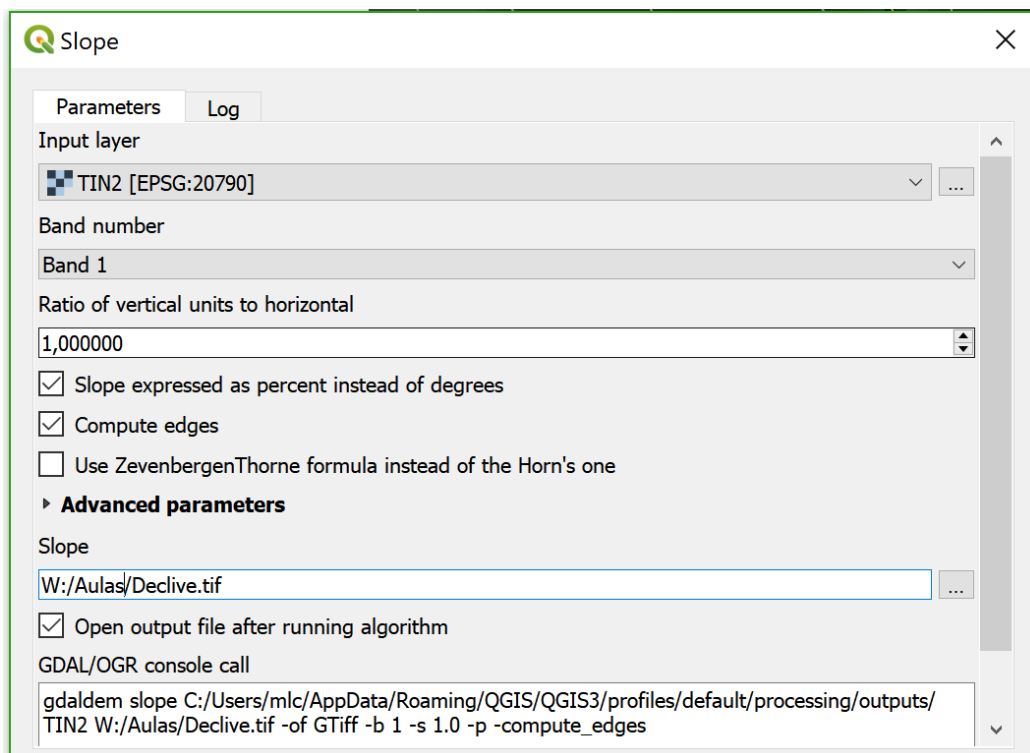 Slope
Parameters
Log
Input layer
TIN2 [EPSG:20790]
...
Band number
Band 1
Ratio of vertical units to horizontal
1,000000
Slope expressed as percent instead of degrees
Compute edges
Use ZevenbergenThorne formula instead of the Horn's one
Advanced parameters
Slope
W:/Aulas/Declive.tif
...
Open output file after running algorithm
GDAL/OGR console call
gdaldem slope C:/Users/mlc/AppData/Roaming/QGIS/QGIS3/profiles/default/processing/outputs/
TIN2 W:/Aulas/Declive.tif -of GTiff -b 1 -s 1.0 -p -compute_edges